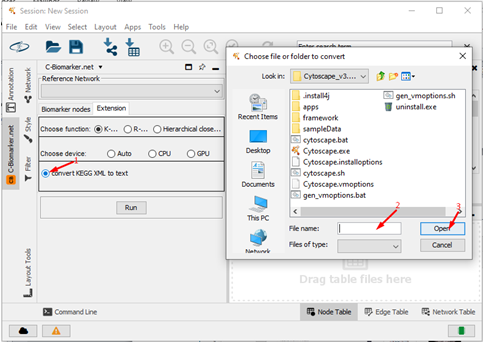 Session: New Session
File Edit View Select Layout Apps Tools Help
Enter search term...
C-Biomarker.net
Reference Network
Biomarker nodes Extension
Choose function: K-... R-... Hierarchical dose...
Choose device: Auto CPU GPU
1
Convert KEGG XML to text
Run
Annotation
C-Biomarker.net
Network
Style
Filter
Layout Tools
Choose file or folder to convert
Look in: Cytoscape_v3....
Recent Items
Desktop
Documents
This PC
Network
.install4j
apps
framework
sampleData
cytoscape.bat
Cytoscape.exe
Cytoscape.installoptions
cytoscape.sh
Cytoscape.vmoptions
gen_vmoptions.bat
gen_vmoptions.sh
uninstall.exe
2
3
File name: Open
Files of type: Cancel
Drag table files here
Command Line
Node Table Edge Table Network Table